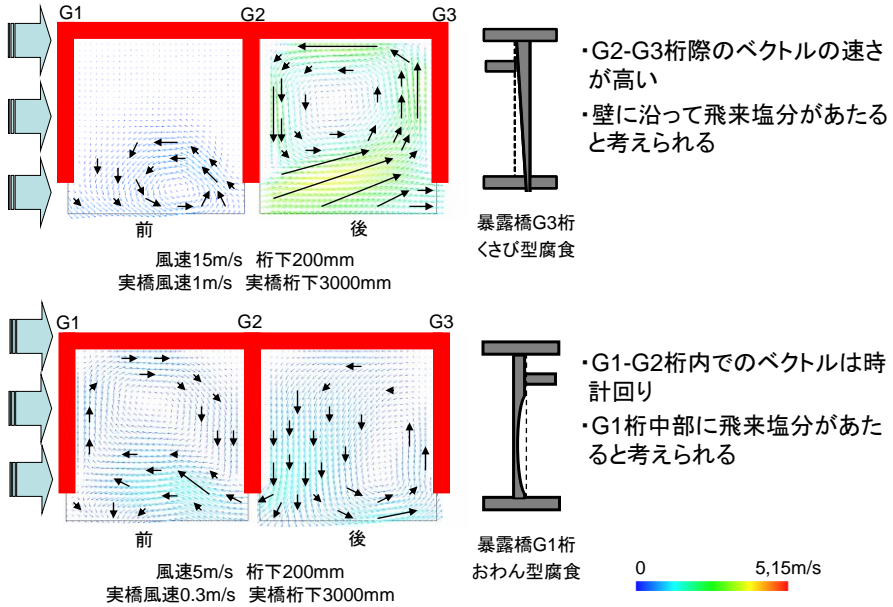 G1
G2
G3
・G2-G3桁際のベクトルの速さ
が高い
・壁に沿って飛来塩分があたる
と考えられる
前
後
暴露橋G3桁
くさび型腐食
風速15m/s 桁下200mm
実橋風速1m/s 実橋桁下3000mm
G1
G2
G3
・G1-G2桁内でのベクトルは時
計回り
・G1桁中部に飛来塩分があた
ると考えられる
前
後
暴露橋G1桁
おわん型腐食
風速5m/s 桁下200mm
実橋風速0.3m/s 実橋桁下3000mm
0
5,15m/s